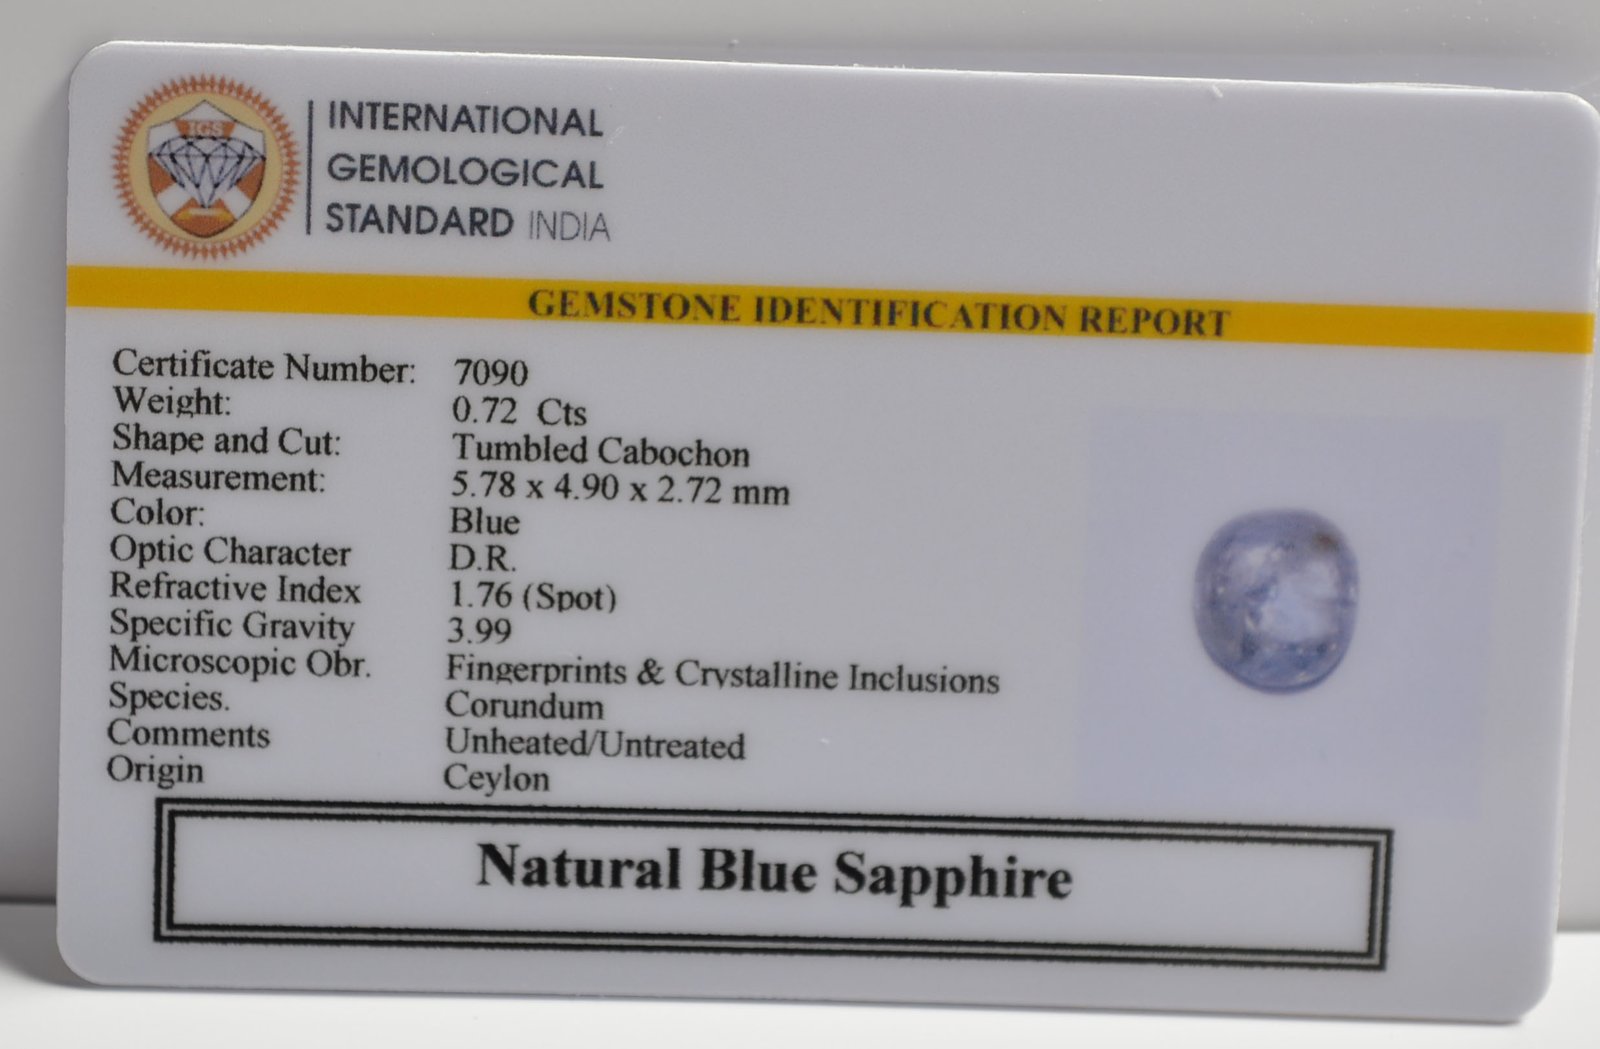 IGS
INTERNATIONAL
GEMOLOGICAL
STANDARD INDIA
GEMSTONE IDENTIFICATION REPORT
Certificate Number: 7090
Weight: 0.72 Cts
Shape and Cut: Tumbled Cabochon
Measurement: 5.78 x 4.90 x 2.72 mm
Color: Blue
Optic Character D.R.
Refractive Index 1.76 (Spot)
Specific Gravity 3.99
Microscopic Obr. Fingerprints & Crystalline Inclusions
Species. Corundum
Comments Unheated/Untreated
Origin Ceylon
Natural Blue Sapphire